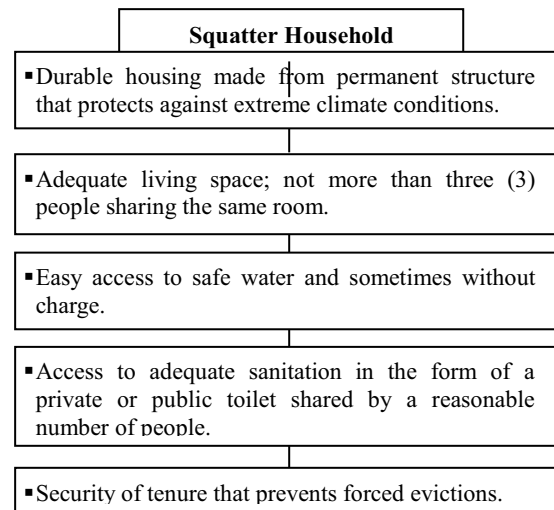 Squatter Household
▪Durable housing made from permanent structure
that protects against extreme climate conditions.
▪Adequate living space; not more than three (3)
people sharing the same room.
▪Easy access to safe water and sometimes without
charge.
▪Access to adequate sanitation in the form of a
private or public toilet shared by a reasonable
number of people.
▪Security of tenure that prevents forced evictions.